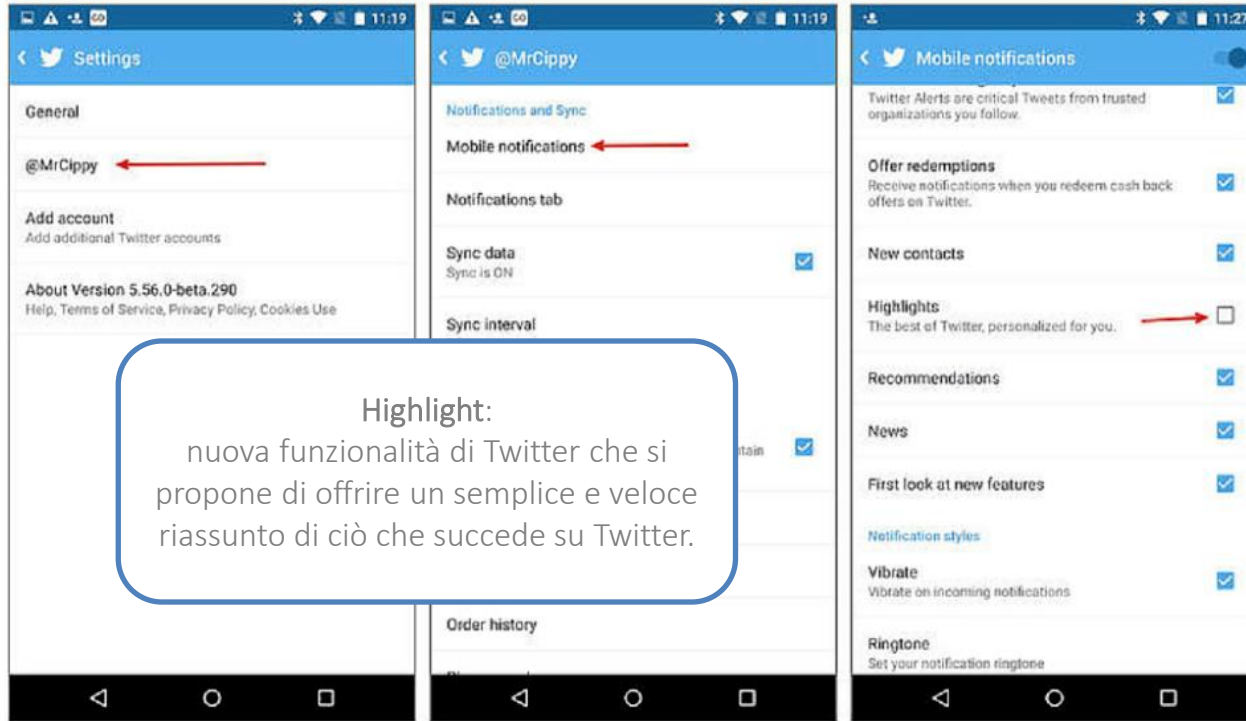 11:19
Settings
General
@MrCippy
Add account
Add additional Twitter accounts
About Version 5.56.0-beta.290
Help, Terms of Service, Privacy Policy, Cookies Use
11:19
@MrCippy
Notifications and Sync
Mobile notifications
Notifications tab
Sync data
Sync is ON
Sync interval
Order history
11:27
Mobile notifications
Twitter Alerts are critical Tweets from trusted
organizations you follow.
Offer redemptions
Receive notifications when you redeem cash back
offers on Twitter.
New contacts
Highlights
The best of Twitter, personalized for you.
Recommendations
News
First look at new features
Notification styles
Vibrate
Vibrate on incoming notifications
Ringtone
Set your notification ringtone
Highlight:
nuova funzionalità di Twitter che si
propone di offrire un semplice e veloce
riassunto di ciò che succede su Twitter.